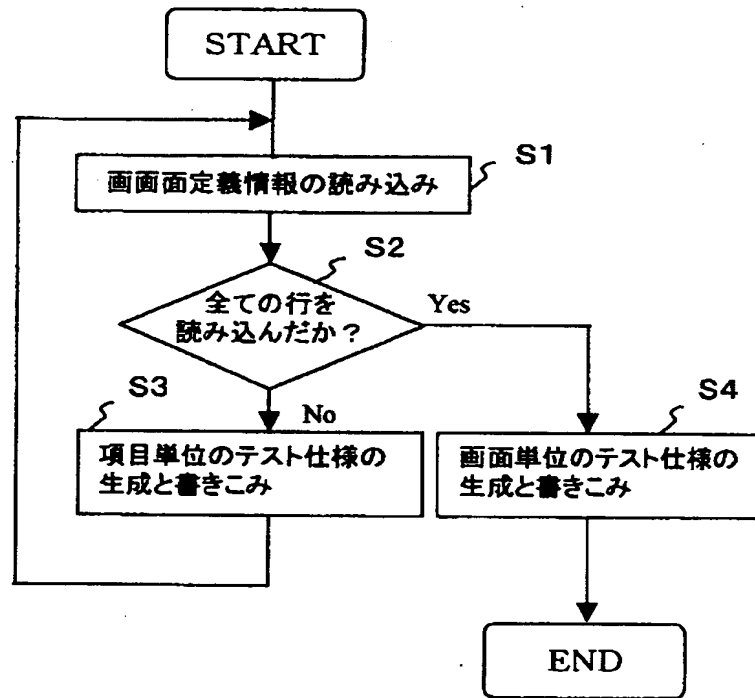 START
S1
画画面定義情報の読み込み
S2
全ての行を
読み込んだか？
Yes
S3
No
項目単位のテスト仕様の
生成と書きこみ
S4
画面単位のテスト仕様の
生成と書きこみ
END